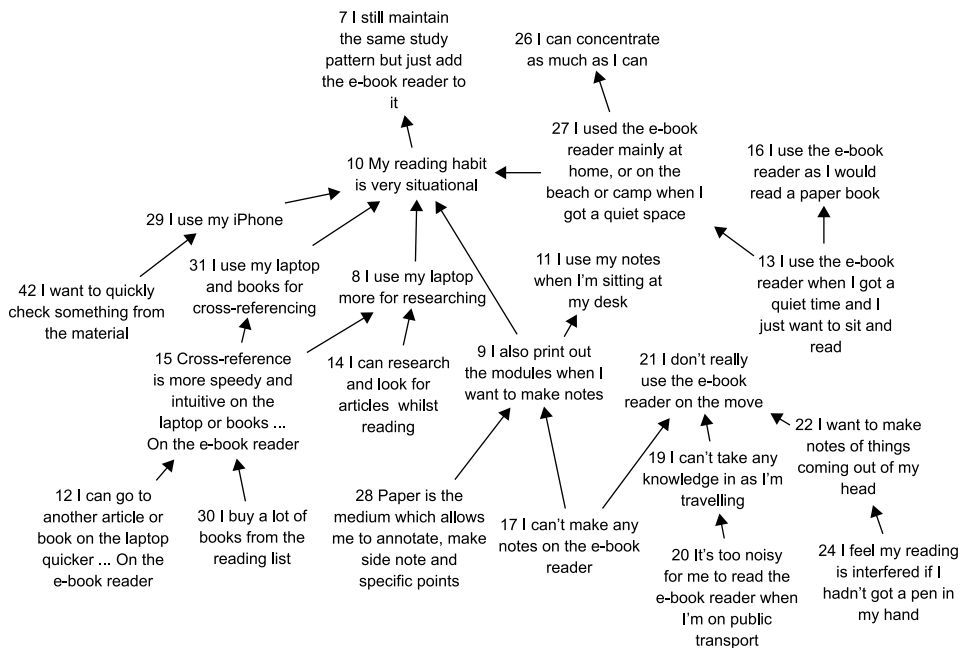 7 I still maintain
the same study
pattern but just add
the e-book reader to
it
26 I can concentrate
as much as I can
27 I used the e-book
reader mainly at
home, or on the
beach or camp when I
got a quiet space
16 I use the e-book
reader as I would
read a paper book
10 My reading habit
is very situational
29 I use my iPhone
31 I use my laptop
and books for
cross-referencing
8 I use my laptop
more for researching
11 I use my notes
when I'm sitting at
my desk
13 I use the e-book
reader when I got a
quiet time and I
just want to sit and
read
42 I want to quickly
check something from
the material
15 Cross-reference
is more speedy and
intuitive on the
laptop or books ...
On the e-book reader
14 I can research
and look for
articles whilst
reading
9 I also print out
the modules when I
want to make notes
21 I don't really
use the e-book
reader on the move
22 I want to make
notes of things
coming out of my
head
19 I can't take any
knowledge in as I'm
travelling
12 I can go to
another article or
book on the laptop
quicker ... On the
e-book reader
30 I buy a lot of
books from the
reading list
28 Paper is the
medium which allows
me to annotate, make
side note and
specific points
17 I can't make any
notes on the e-book
reader
20 It's too noisy
for me to read the
e-book reader when
I'm on public
transport
24 I feel my reading
is interfered if I
hadn't got a pen in
my hand